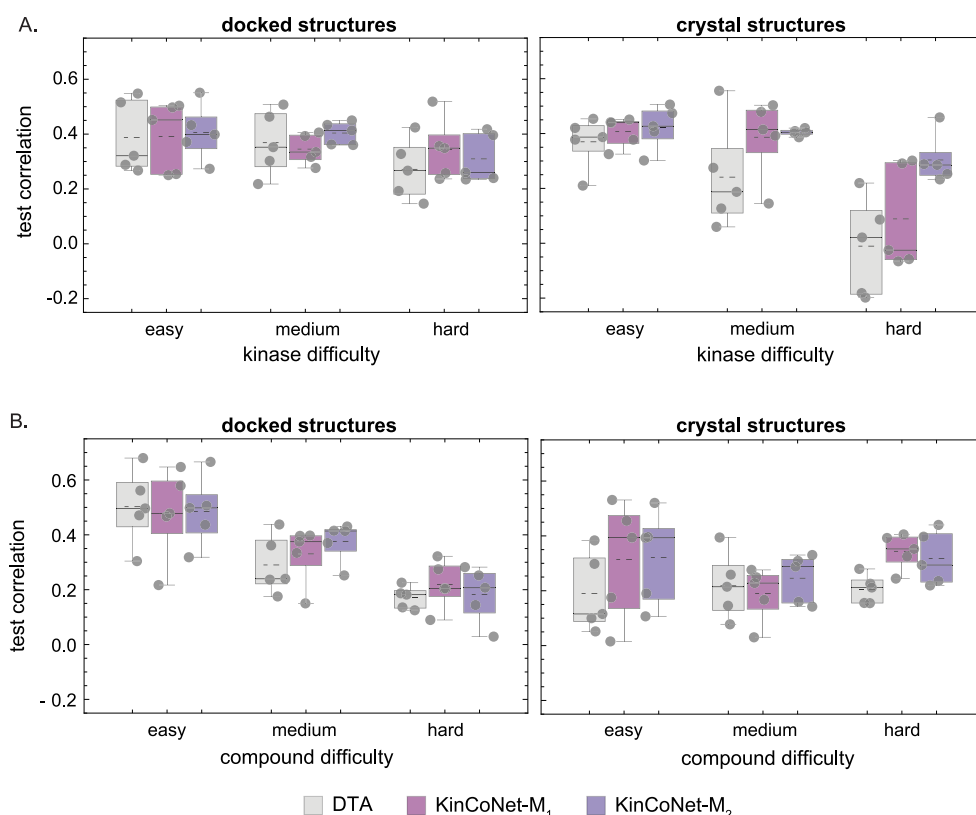 A.
docked structures
crystal structures
test correlation
0.6
0.4
0.2
0.0
-0.2
easy medium hard
easy medium hard
kinase difficulty
kinase difficulty
B.
docked structures
crystal structures
test correlation
0.6
0.4
0.2
0.0
- 0.2
easy medium hard
easy medium hard
compound difficulty
compound difficulty
DTA KinCoNet-M₁ KinCoNet-M₂